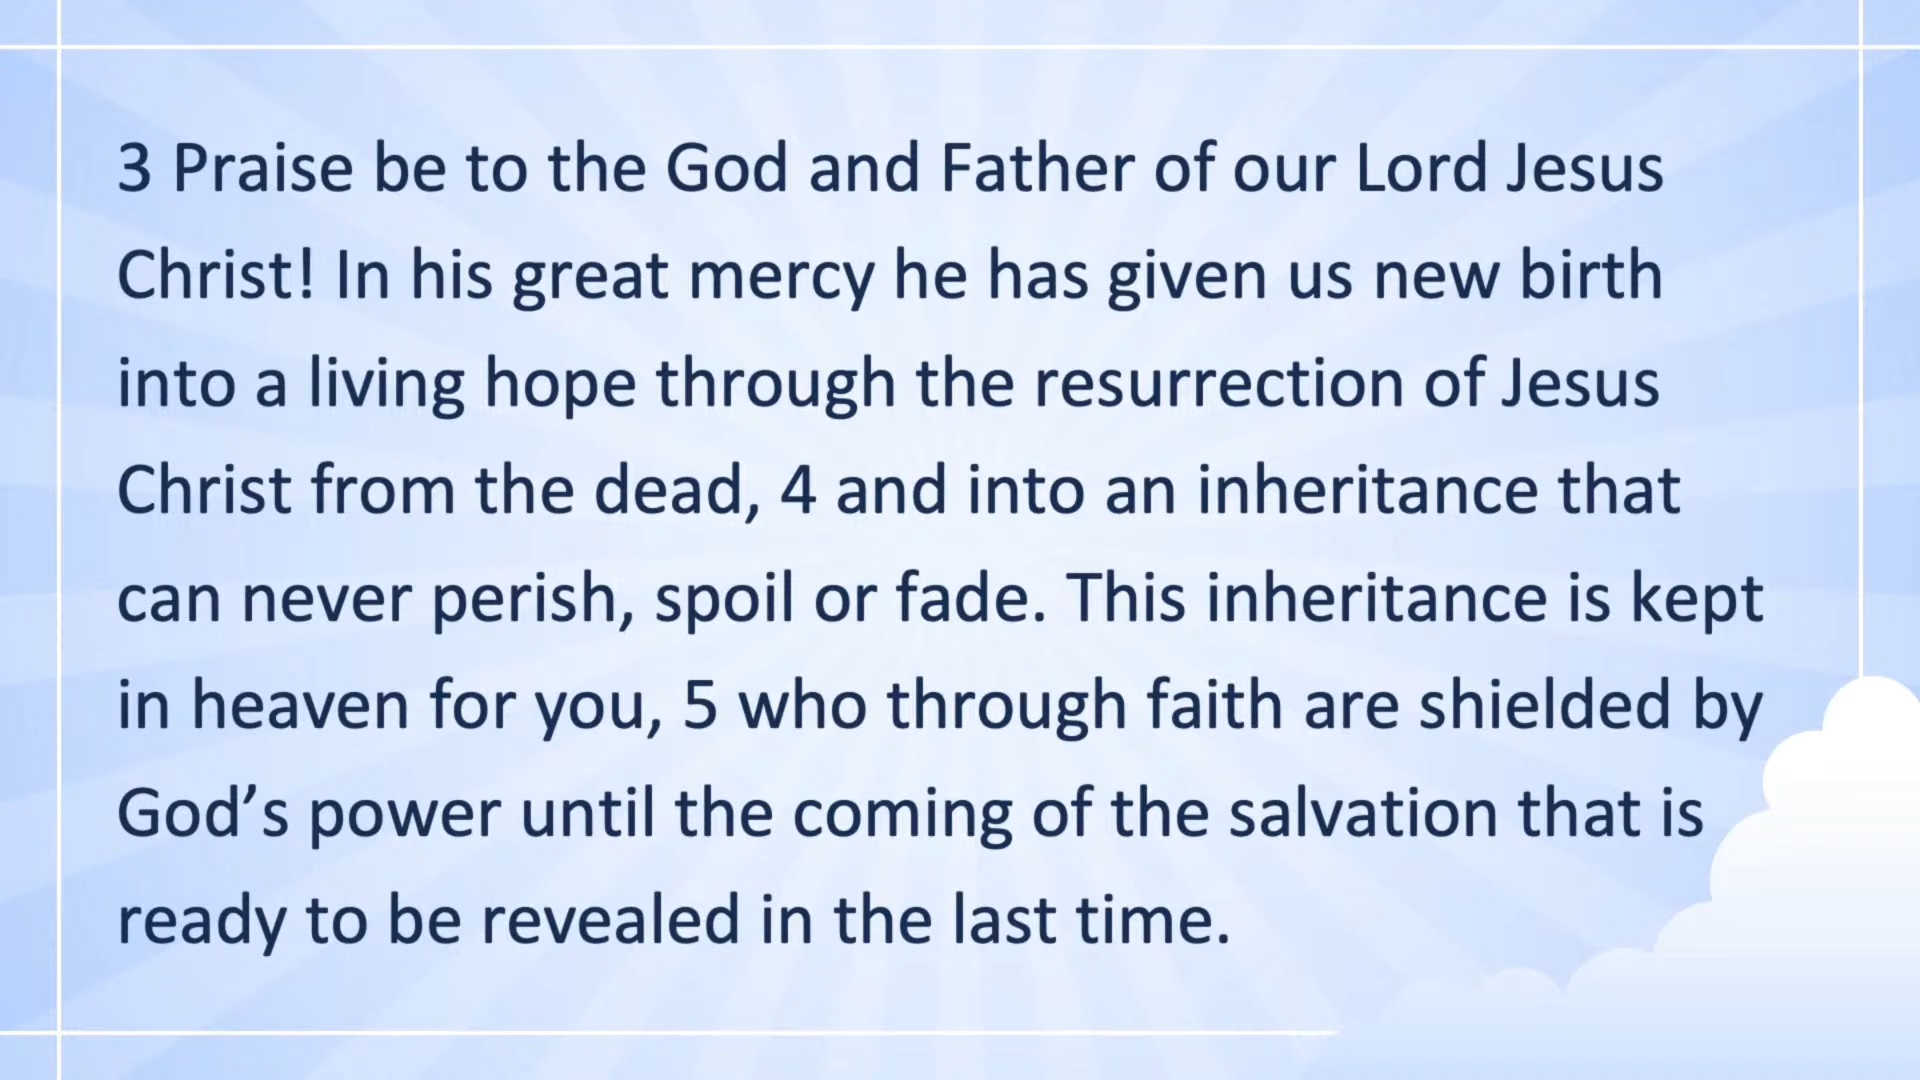 3 Praise be to the God and Father of our Lord Jesus
Christ! In his great mercy he has given us new birth
into a living hope through the resurrection of Jesus
Christ from the dead, 4 and into an inheritance that
can never perish, spoil or fade. This inheritance is kept
in heaven for you, 5 who through faith are shielded by
God’s power until the coming of the salvation that is
ready to be revealed in the last time.